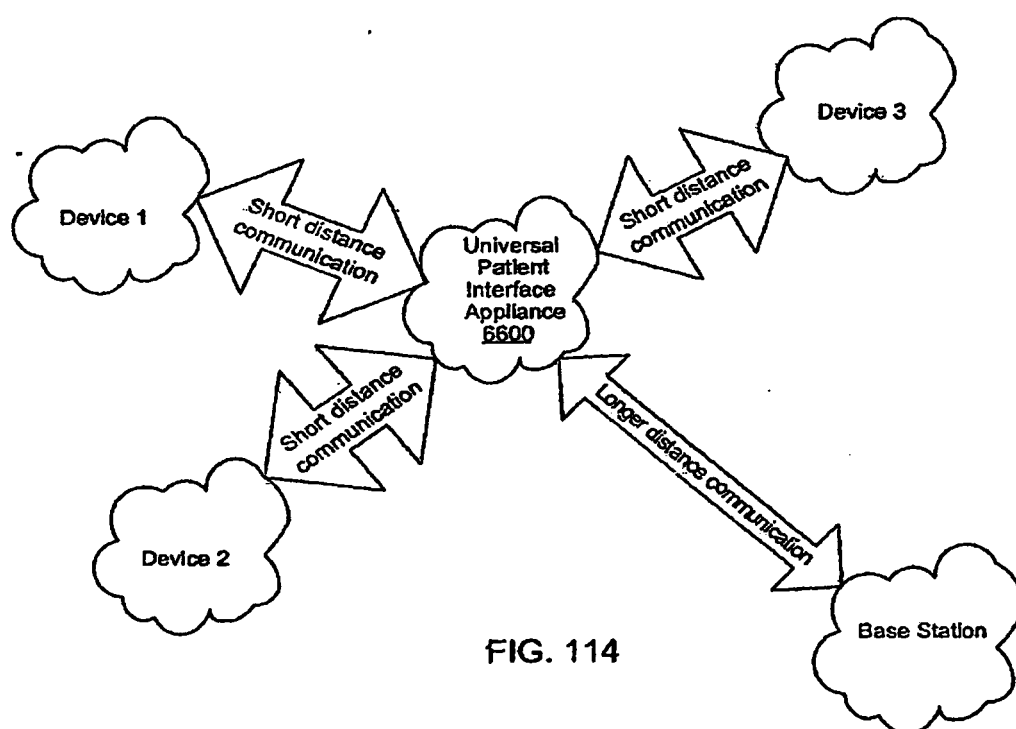 Device 1
Short distance
communication
Universal
Patient
Interface
Appliance
6600
Short distance
communication
Device 3
Short distance
communication
Device 2
Longer distance communication
Base Station
FIG. 114